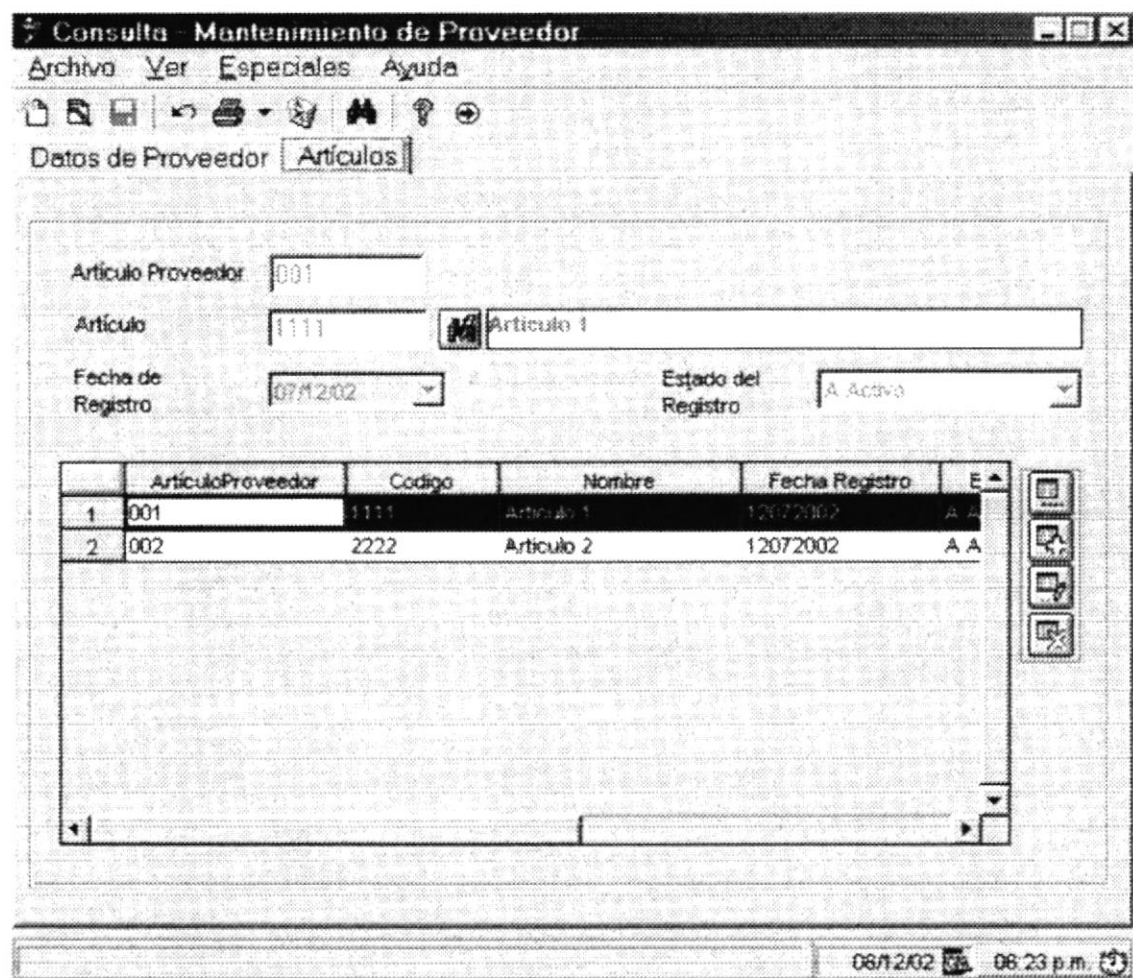 Consulta - Mantenimiento de Proveedor
Archivo Ver Especiales Ayuda
Datos de Proveedor Artículos
Artículo Proveedor 001
Artículo 1111 Artículo 1
Fecha de Registro 07/12/02 Estado del Registro A Activo
ArtículoProveedor Codigo Nombre Fecha Registro E
1 001 1111 Artículo 1 12072002 A A
2 002 2222 Artículo 2 12072002 A A
08/12/02 06:23 p.m.